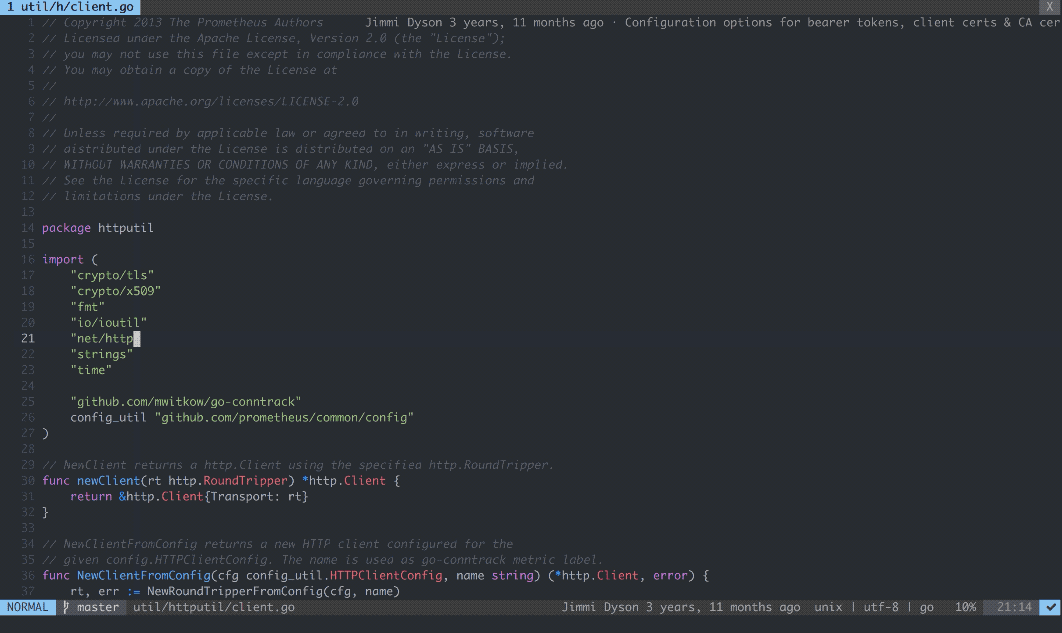 1 util/h/client.go X
1 // Copyright 2013 The Prometheus Authors Jimmi Dyson 3 years, 11 months ago · Configuration options for bearer tokens, client certs & CA cer
2 // Licensed under the Apache License, Version 2.0 (the "License");
3 // you may not use this file except in compliance with the License.
4 // You may obtain a copy of the License at
5 //
6 // http://www.apache.org/licenses/LICENSE-2.0
7 //
8 // Unless required by applicable law or agreed to in writing, software
9 // distributed under the License is distributed on an "AS IS" BASIS,
10 // WITHOUT WARRANTIES OR CONDITIONS OF ANY KIND, either express or implied.
11 // See the License for the specific language governing permissions and
12 // limitations under the License.
13
14 package httputil
15
16 import (
17 "crypto/tls"
18 "crypto/x509"
19 "fmt"
20 "io/ioutil"
21 "net/http
22 "strings"
23 "time"
24
25 "github.com/mwitkow/go-conntrack"
26 config_util "github.com/prometheus/common/config"
27 )
28
29 // NewClient returns a http.Client using the specified http.RoundTripper.
30 func newClient(rt http.RoundTripper) *http.Client {
31 return &http.Client{Transport: rt}
32 }
33
34 // NewClientFromConfig returns a new HTTP client configured for the
35 // given config.HTTPClientConfig. The name is used as go-conntrack metric label.
36 func NewClientFromConfig(cfg config_util.HTTPClientConfig, name string) (*http.Client, error) {
37 rt, err := NewRoundTripperFromConfig(cfg, name)
NORMAL master util/httputil/client.go Jimmi Dyson 3 years, 11 months ago unix | utf-8 | go 10% 21:14 ✔